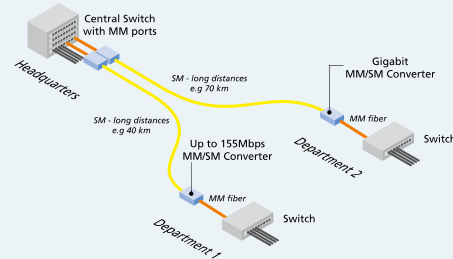 Central Switch
with MM ports
Headquarters
SM - long distances
e.g 70 km
Gigabit
MM/SM Converter
SM - long distances
e.g 40 km
MM fiber
Switch
Department 2
Up to 155Mbps
MM/SM Converter
MM fiber
Switch
Department 1